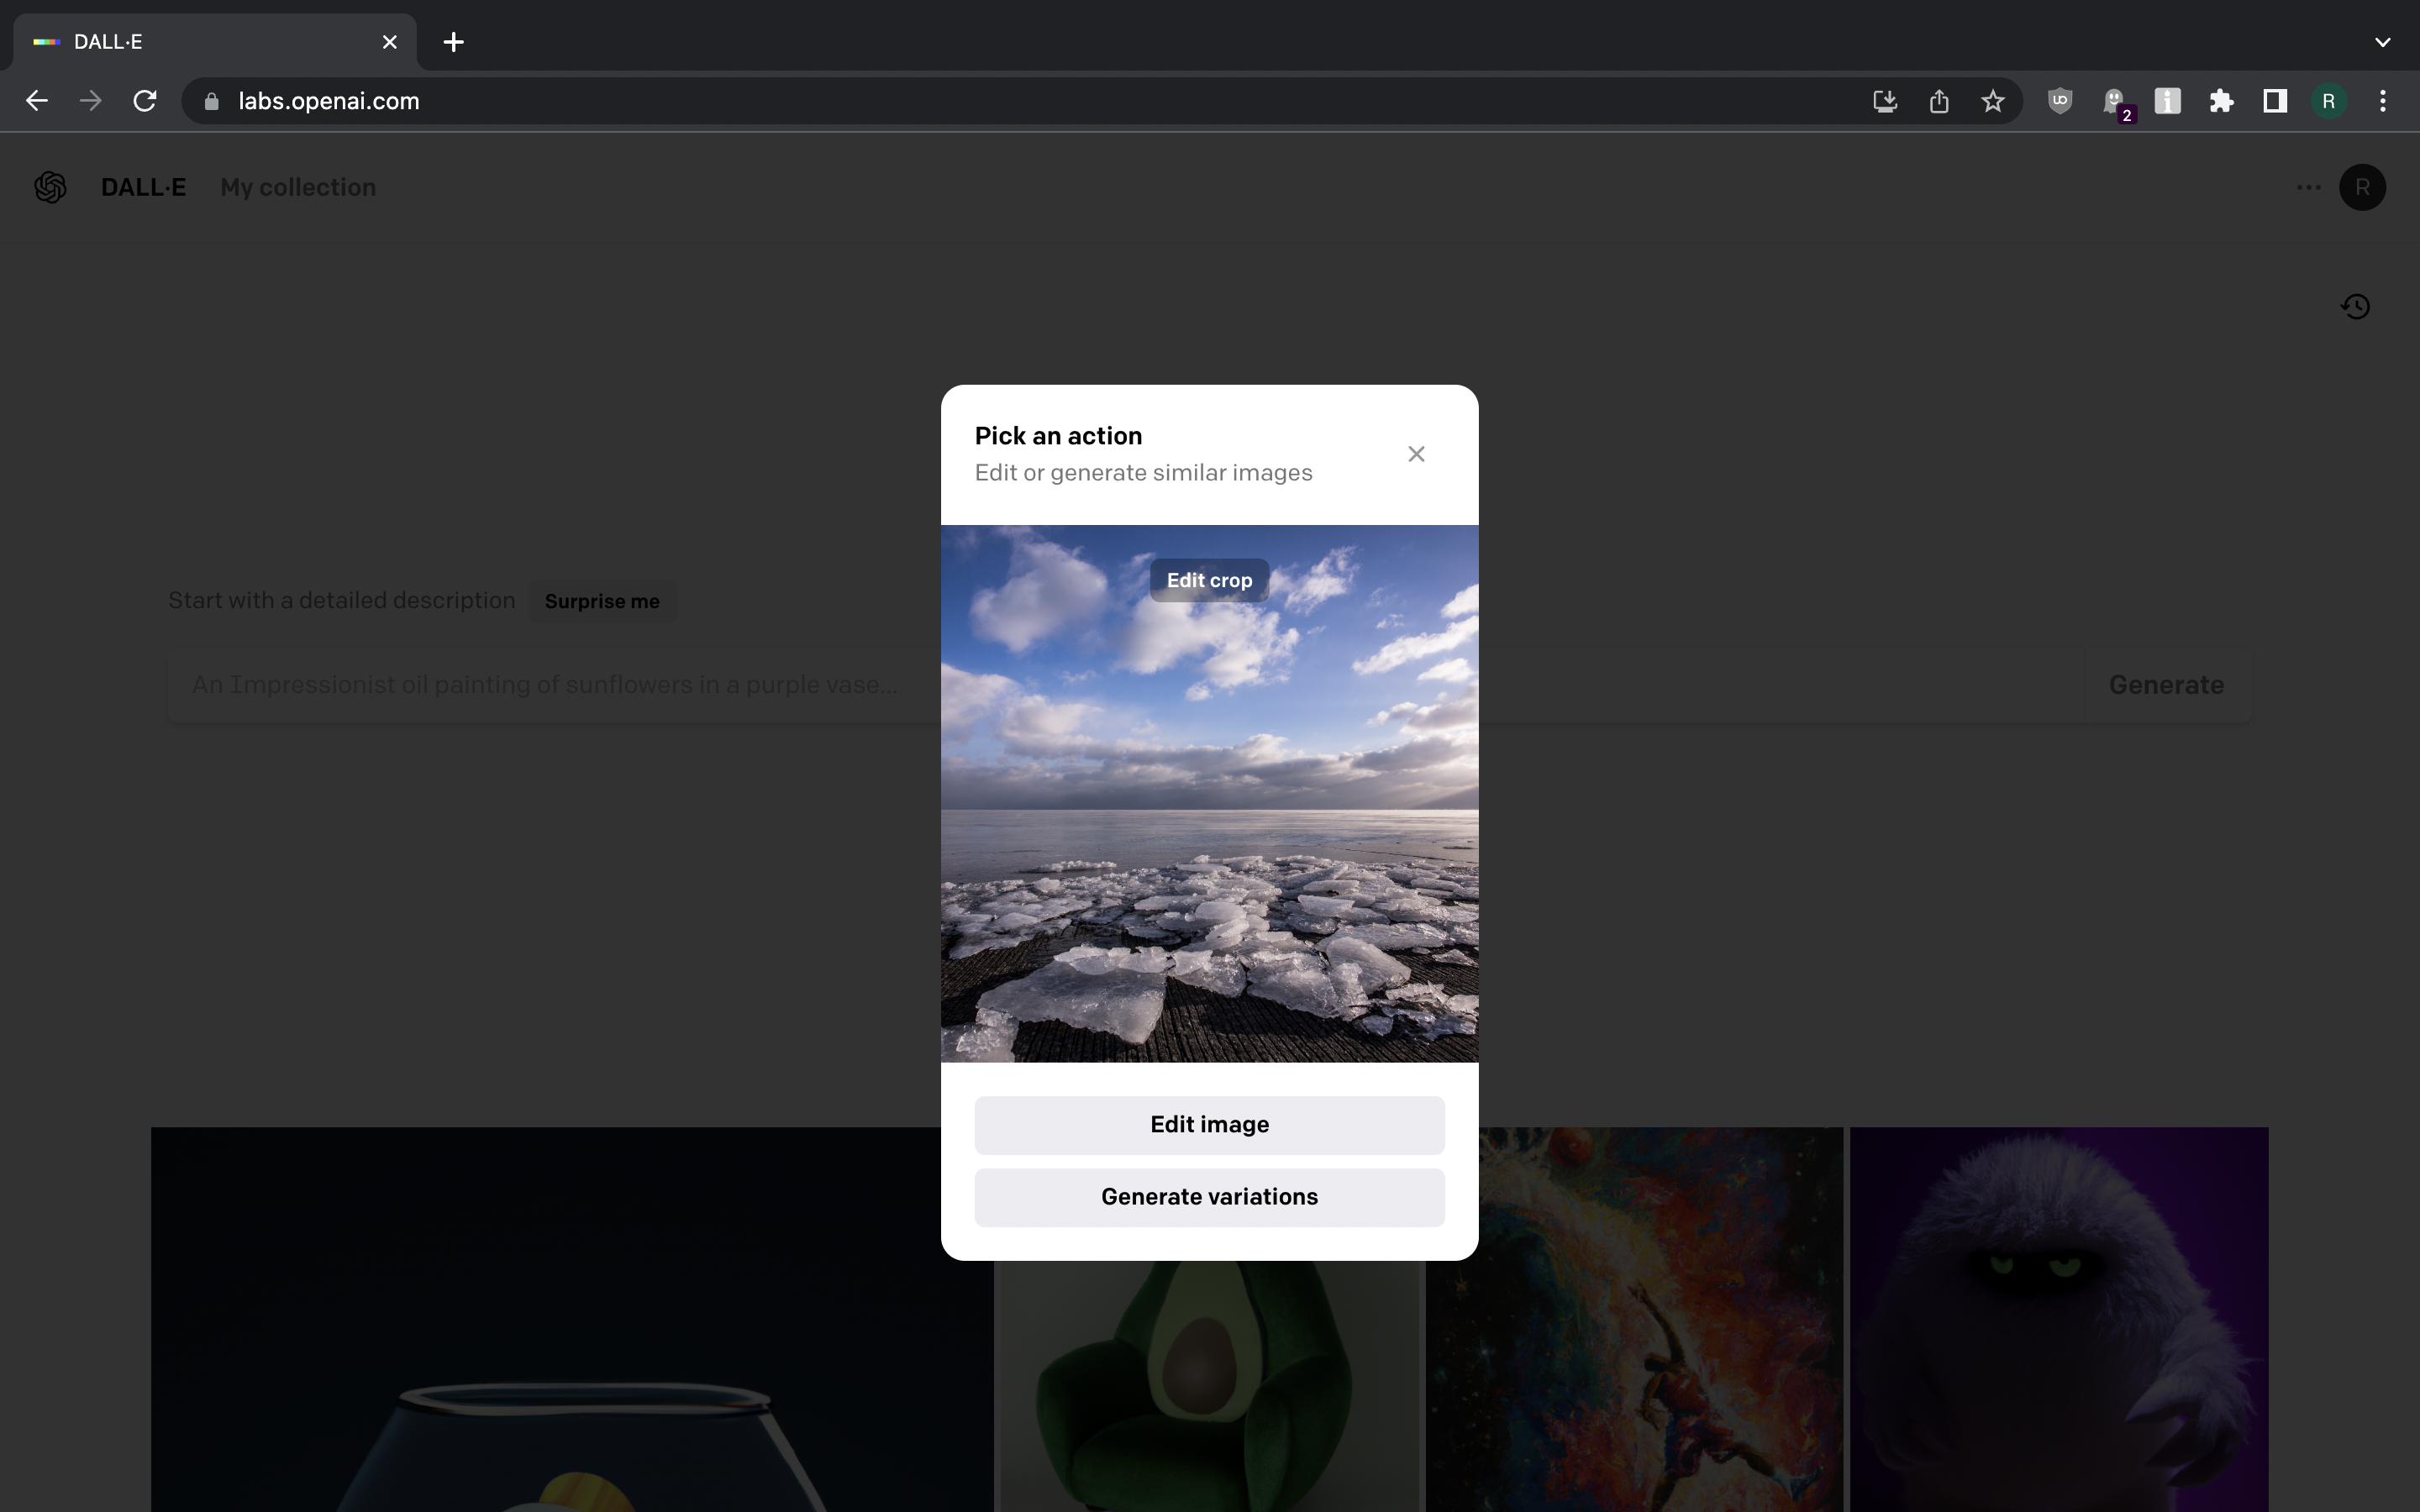 DALL·E
labs.openai.com
2
R
DALL·E My collection
R
Pick an action
Edit or generate similar images
Edit crop
Start with a detailed description Surprise me
An Impressionist oil painting of sunflowers in a purple vase...
Generate
Edit image
Generate variations